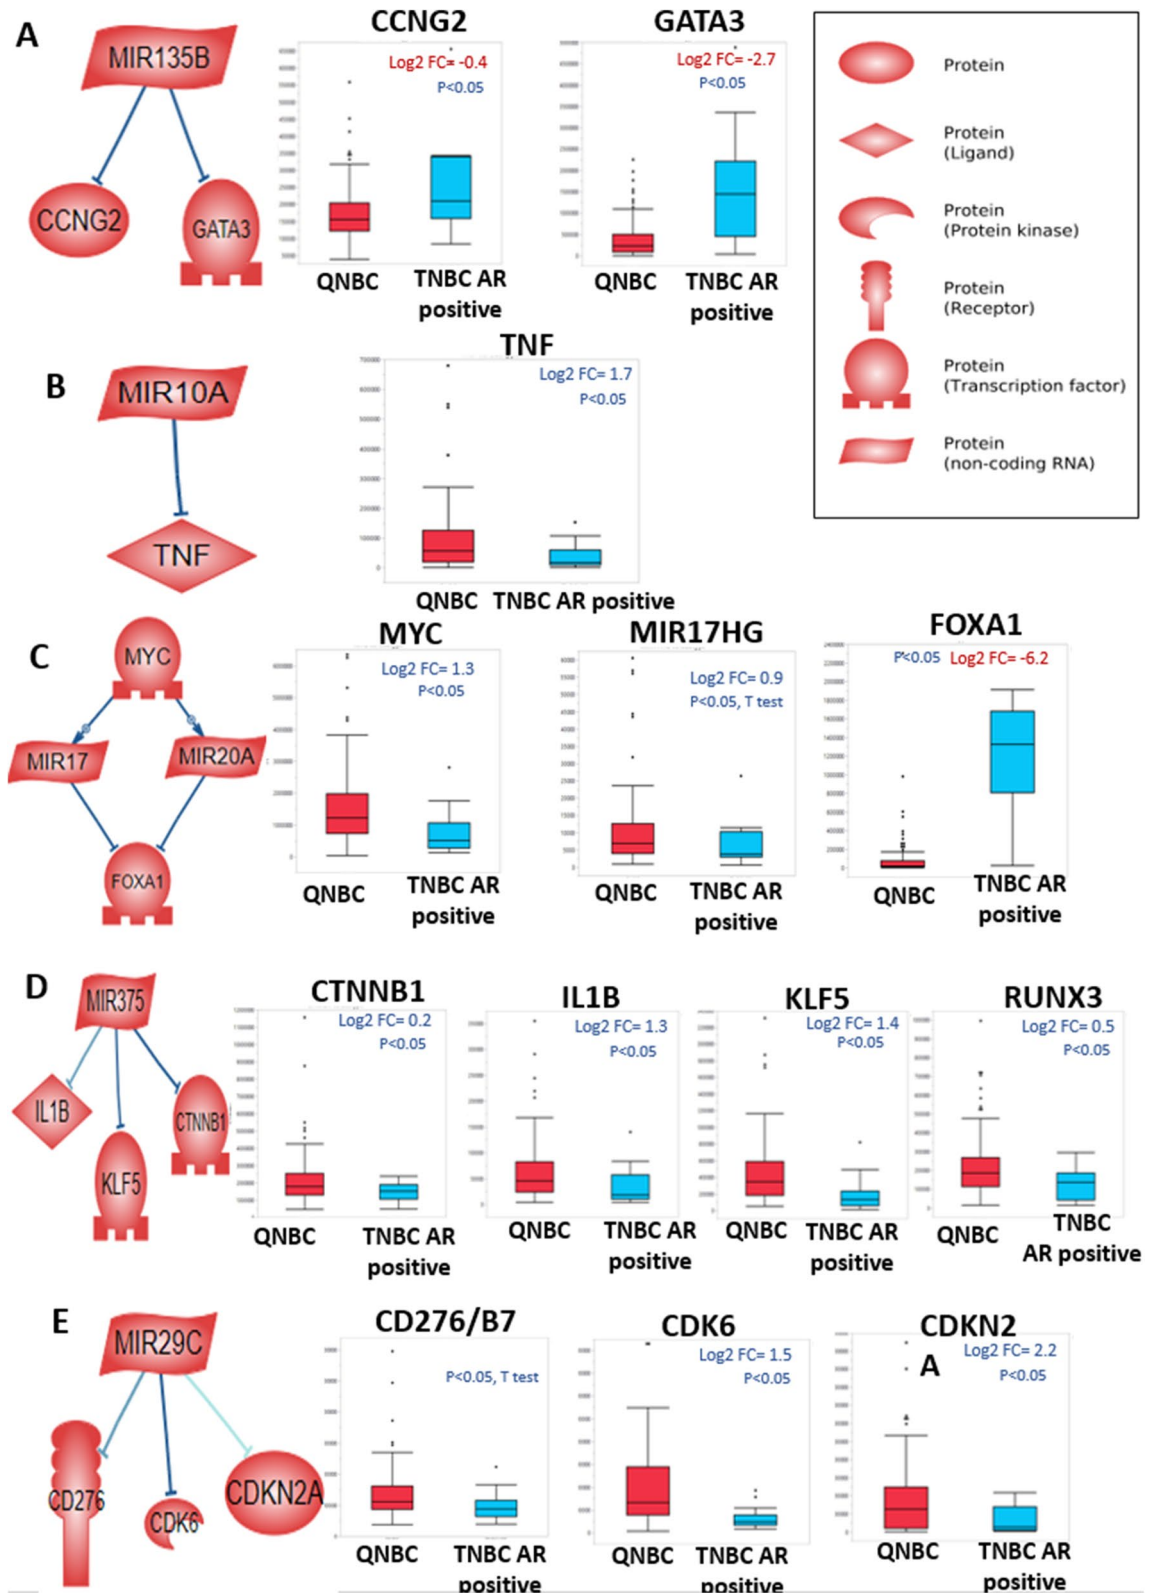 A
MIR135B
CCNG2
GATA3
CCNG2
Log2 FC= -0.4
P<0.05
QNBC
TNBC AR
positive
GATA3
Log2 FC= -2.7
P<0.05
QNBC
TNBC AR
positive
Protein
Protein
(Ligand)
Protein
(Protein kinase)
Protein
(Receptor)
Protein
(Transcription factor)
Protein
(non-coding RNA)
B
MIR10A
TNF
TNF
Log2 FC= 1.7
P<0.05
700000
600000
500000
400000
300000
200000
100000
0
QNBC
TNBC AR positive
C
MYC
MIR17
MIR20A
FOXA1
MYC
Log2 FC= 1.3
P<0.05
QNBC
TNBC AR
positive
MIR17HG
Log2 FC= 0.9
P<0.05, T test
QNBC
TNBC AR
positive
FOXA1
P<0.05 Log2 FC= -6.2
QNBC
TNBC AR
positive
D
MIR375
IL1B
KLF5
CTNNB1
CTNNB1
Log2 FC= 0.2
P<0.05
QNBC
TNBC AR
positive
IL1B
Log2 FC= 1.3
P<0.05
QNBC
TNBC AR
positive
KLF5
Log2 FC= 1.4
P<0.05
QNBC
TNBC AR
positive
RUNX3
Log2 FC= 0.5
P<0.05
QNBC
TNBC
AR positive
E
MIR29C
CD276
CDK6
CDKN2A
CD276/B7
P<0.05, T test
QNBC
TNBC AR
positive
CDK6
Log2 FC= 1.5
P<0.05
QNBC
TNBC AR
positive
CDKN2
A
Log2 FC= 2.2
P<0.05
QNBC
TNBC AR
positive